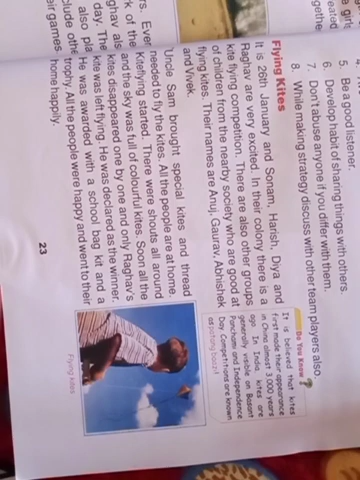 5. Be a good listener.
6. Develop habit of sharing things with others.
7. Don't abuse anyone if you differ with them.
8. While making strategy discuss with other team players also.
Flying Kites
It is 26th January and Sonam, Harish, Diya and
Raghav are very excited. In their colony there is a
kite flying competition. There are also other groups
of children from the nearby society who are good at
flying kites. Their names are Anuj, Gaurav, Abhishek
and Vivek.
Uncle Sam brought special kites and thread
needed to fly the kites. All the people are at home.
Kiteflying started. There were shouts all around
and the sky was full of colourful kites. Soon all the
kites disappeared one by one and only Raghav's
kite was left flying. He was declared as the winner.
He was awarded with a school bag kit and a
trophy. All the people were happy and went to their
home happily.
Do You Know ?
It is believed that kites
first made their appearance
in China almost 3,000 years
ago. In India, kites are
generally visible on Basant
Panchami and Independence
Day. Competitions are known
as
Flying kites
23